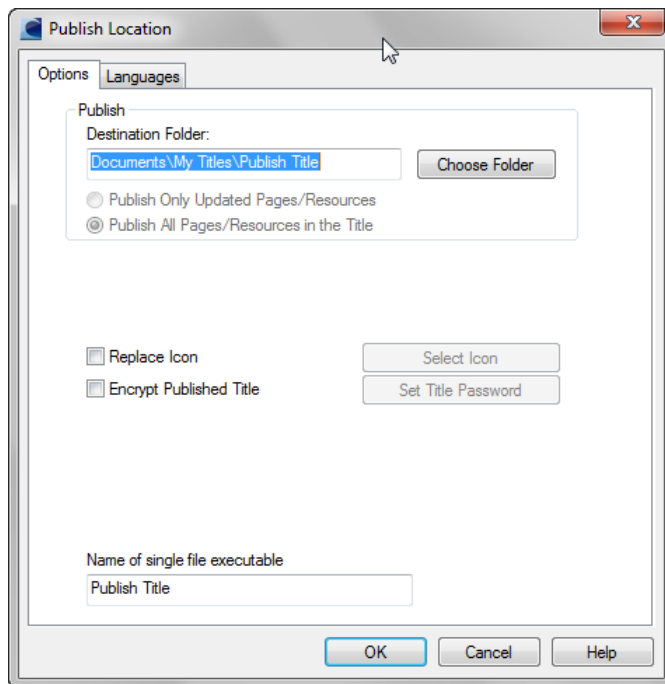 Publish Location
Options Languages
Publish
Destination Folder:
Documents\My Titles\Publish Title Choose Folder
Publish Only Updated Pages/Resources
Publish All Pages/Resources in the Title
Replace Icon Select Icon
Encrypt Published Title Set Title Password
Name of single file executable
Publish Title
OK Cancel Help